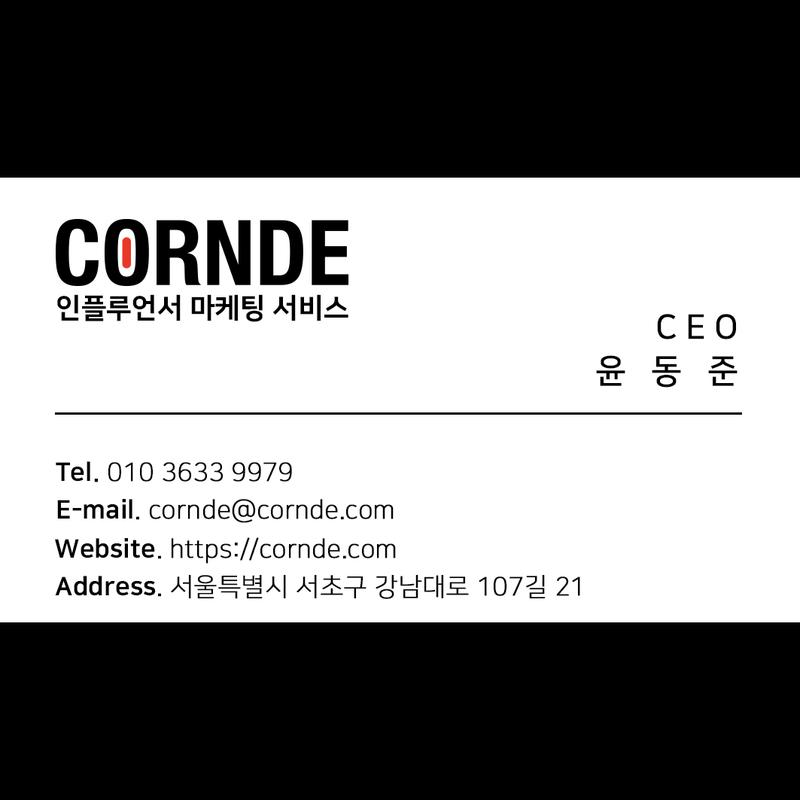 CORNDE
인플루언서 마케팅 서비스
CEO
윤 동 준
Tel. 010 3633 9979
E-mail. cornde@cornde.com
Website. https://cornde.com
Address. 서울특별시 서초구 강남대로 107길 21